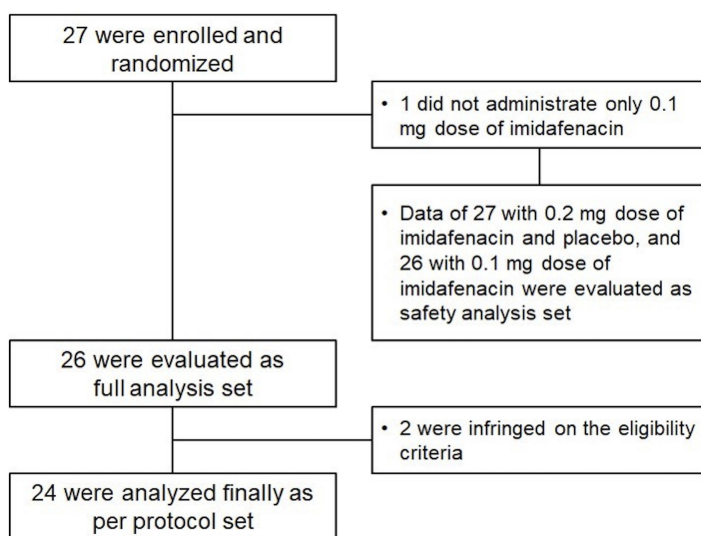 27 were enrolled and
randomized
• 1 did not administrate only 0.1
mg dose of imidafenacin
• Data of 27 with 0.2 mg dose of
imidafenacin and placebo, and
26 with 0.1 mg dose of
imidafenacin were evaluated as
safety analysis set
26 were evaluated as
full analysis set
• 2 were infringed on the eligibility
criteria
24 were analyzed finally as
per protocol set